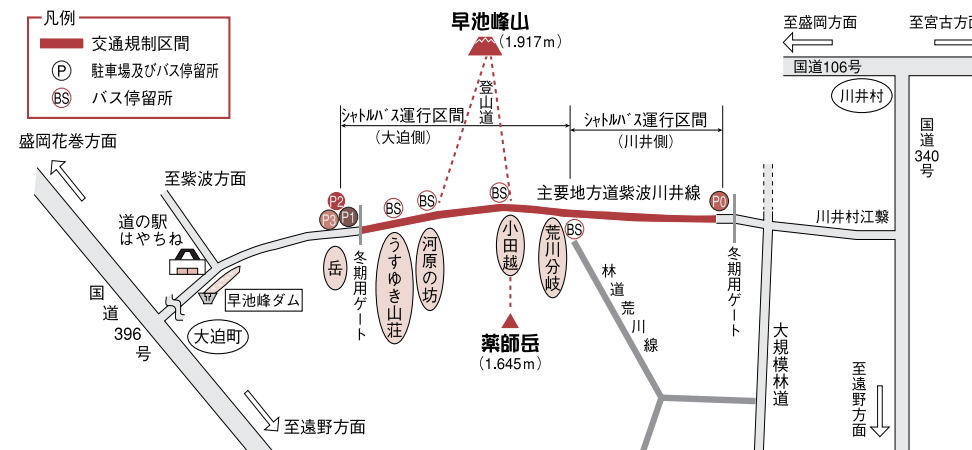 凡例
交通規制区間
P 駐車場及びバス停留所
BS バス停留所
早池峰山
(1.917m)
登山道
至盛岡方面
至宮古方面
国道106号
川井村
国道340号
シャトルバス運行区間
(大迫側)
シャトルバス運行区間
(川井側)
盛岡花巻方面
至紫波方面
道の駅
はやちね
P2
P3
P1
BS
BS
BS
主要地方道紫波川井線
P0
BS
川井村江繋
岳
冬期用ゲート
うすゆき山荘
河原の坊
小田越
荒川分岐
冬期用ゲート
早池峰ダム
大迫町
国道396号
薬師岳
(1.645m)
林道荒川線
大規模林道
至遠野方面
至遠野方面